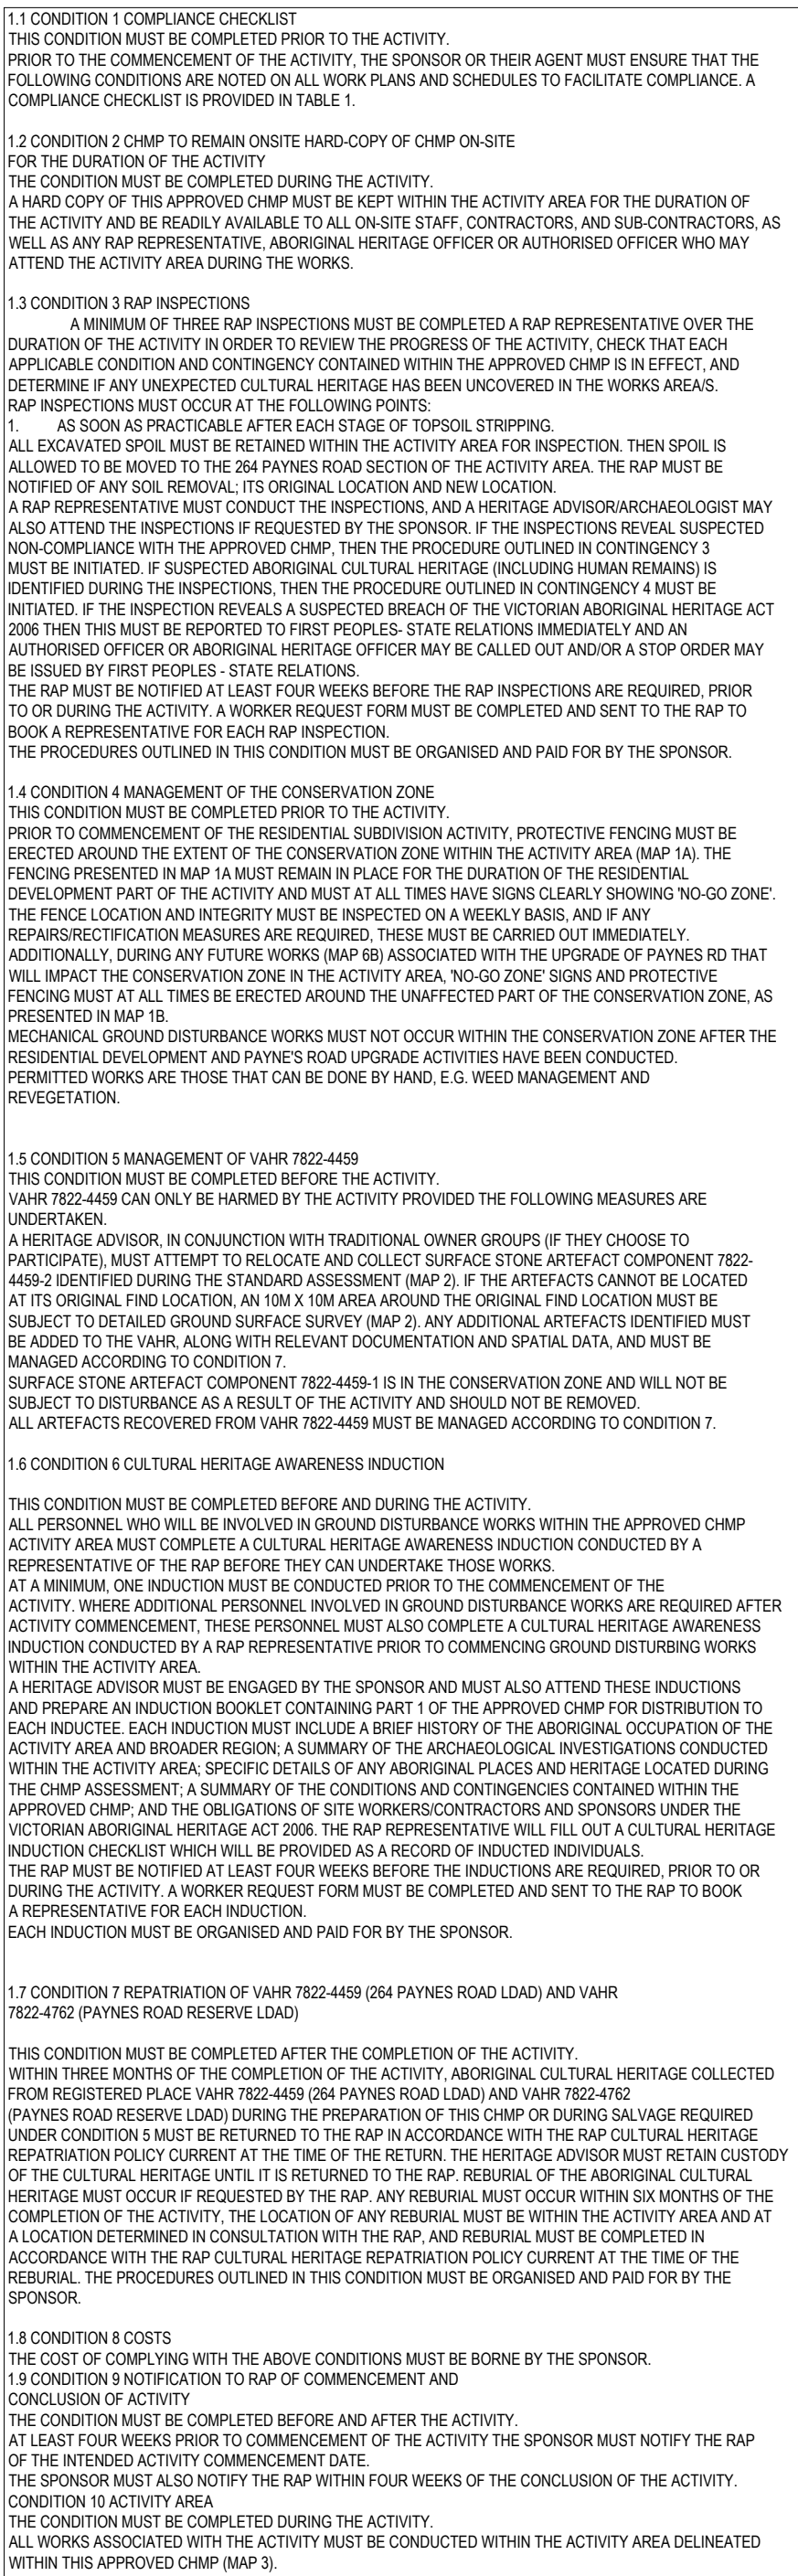 1.1 CONDITION 1 COMPLIANCE CHECKLIST
THIS CONDITION MUST BE COMPLETED PRIOR TO THE ACTIVITY.
PRIOR TO THE COMMENCEMENT OF THE ACTIVITY, THE SPONSOR OR THEIR AGENT MUST ENSURE THAT THE
FOLLOWING CONDITIONS ARE NOTED ON ALL WORK PLANS AND SCHEDULES TO FACILITATE COMPLIANCE. A
COMPLIANCE CHECKLIST IS PROVIDED IN TABLE 1.
1.2 CONDITION 2 CHMP TO REMAIN ONSITE HARD-COPY OF CHMP ON-SITE
FOR THE DURATION OF THE ACTIVITY
THE CONDITION MUST BE COMPLETED DURING THE ACTIVITY.
A HARD COPY OF THIS APPROVED CHMP MUST BE KEPT WITHIN THE ACTIVITY AREA FOR THE DURATION OF
THE ACTIVITY AND BE READILY AVAILABLE TO ALL ON-SITE STAFF, CONTRACTORS, AND SUB-CONTRACTORS, AS
WELL AS ANY RAP REPRESENTATIVE, ABORIGINAL HERITAGE OFFICER OR AUTHORISED OFFICER WHO MAY
ATTEND THE ACTIVITY AREA DURING THE WORKS.
1.3 CONDITION 3 RAP INSPECTIONS
A MINIMUM OF THREE RAP INSPECTIONS MUST BE COMPLETED A RAP REPRESENTATIVE OVER THE
DURATION OF THE ACTIVITY IN ORDER TO REVIEW THE PROGRESS OF THE ACTIVITY, CHECK THAT EACH
APPLICABLE CONDITION AND CONTINGENCY CONTAINED WITHIN THE APPROVED CHMP IS IN EFFECT, AND
DETERMINE IF ANY UNEXPECTED CULTURAL HERITAGE HAS BEEN UNCOVERED IN THE WORKS AREA/S.
RAP INSPECTIONS MUST OCCUR AT THE FOLLOWING POINTS:
1. AS SOON AS PRACTICABLE AFTER EACH STAGE OF TOPSOIL STRIPPING.
ALL EXCAVATED SPOIL MUST BE RETAINED WITHIN THE ACTIVITY AREA FOR INSPECTION. THEN SPOIL IS
ALLOWED TO BE MOVED TO THE 264 PAYNES ROAD SECTION OF THE ACTIVITY AREA. THE RAP MUST BE
NOTIFIED OF ANY SOIL REMOVAL; ITS ORIGINAL LOCATION AND NEW LOCATION.
A RAP REPRESENTATIVE MUST CONDUCT THE INSPECTIONS, AND A HERITAGE ADVISOR/ARCHAEOLOGIST MAY
ALSO ATTEND THE INSPECTIONS IF REQUESTED BY THE SPONSOR. IF THE INSPECTIONS REVEAL SUSPECTED
NON-COMPLIANCE WITH THE APPROVED CHMP, THEN THE PROCEDURE OUTLINED IN CONTINGENCY 3
MUST BE INITIATED. IF SUSPECTED ABORIGINAL CULTURAL HERITAGE (INCLUDING HUMAN REMAINS) IS
IDENTIFIED DURING THE INSPECTIONS, THEN THE PROCEDURE OUTLINED IN CONTINGENCY 4 MUST BE
INITIATED. IF THE INSPECTION REVEALS A SUSPECTED BREACH OF THE VICTORIAN ABORIGINAL HERITAGE ACT
2006 THEN THIS MUST BE REPORTED TO FIRST PEOPLES- STATE RELATIONS IMMEDIATELY AND AN
AUTHORISED OFFICER OR ABORIGINAL HERITAGE OFFICER MAY BE CALLED OUT AND/OR A STOP ORDER MAY
BE ISSUED BY FIRST PEOPLES - STATE RELATIONS.
THE RAP MUST BE NOTIFIED AT LEAST FOUR WEEKS BEFORE THE RAP INSPECTIONS ARE REQUIRED, PRIOR
TO OR DURING THE ACTIVITY. A WORKER REQUEST FORM MUST BE COMPLETED AND SENT TO THE RAP TO
BOOK A REPRESENTATIVE FOR EACH RAP INSPECTION.
THE PROCEDURES OUTLINED IN THIS CONDITION MUST BE ORGANISED AND PAID FOR BY THE SPONSOR.
1.4 CONDITION 4 MANAGEMENT OF THE CONSERVATION ZONE
THIS CONDITION MUST BE COMPLETED PRIOR TO THE ACTIVITY.
PRIOR TO COMMENCEMENT OF THE RESIDENTIAL SUBDIVISION ACTIVITY, PROTECTIVE FENCING MUST BE
ERECTED AROUND THE EXTENT OF THE CONSERVATION ZONE WITHIN THE ACTIVITY AREA (MAP 1A). THE
FENCING PRESENTED IN MAP 1A MUST REMAIN IN PLACE FOR THE DURATION OF THE RESIDENTIAL
DEVELOPMENT PART OF THE ACTIVITY AND MUST AT ALL TIMES HAVE SIGNS CLEARLY SHOWING 'NO-GO ZONE'.
THE FENCE LOCATION AND INTEGRITY MUST BE INSPECTED ON A WEEKLY BASIS, AND IF ANY
REPAIRS/RECTIFICATION MEASURES ARE REQUIRED, THESE MUST BE CARRIED OUT IMMEDIATELY.
ADDITIONALLY, DURING ANY FUTURE WORKS (MAP 6B) ASSOCIATED WITH THE UPGRADE OF PAYNES RD THAT
WILL IMPACT THE CONSERVATION ZONE IN THE ACTIVITY AREA, 'NO-GO ZONE' SIGNS AND PROTECTIVE
FENCING MUST AT ALL TIMES BE ERECTED AROUND THE UNAFFECTED PART OF THE CONSERVATION ZONE, AS
PRESENTED IN MAP 1B.
MECHANICAL GROUND DISTURBANCE WORKS MUST NOT OCCUR WITHIN THE CONSERVATION ZONE AFTER THE
RESIDENTIAL DEVELOPMENT AND PAYNE'S ROAD UPGRADE ACTIVITIES HAVE BEEN CONDUCTED.
PERMITTED WORKS ARE THOSE THAT CAN BE DONE BY HAND, E.G. WEED MANAGEMENT AND
REVEGETATION.
1.5 CONDITION 5 MANAGEMENT OF VAHR 7822-4459
THIS CONDITION MUST BE COMPLETED BEFORE THE ACTIVITY.
VAHR 7822-4459 CAN ONLY BE HARMED BY THE ACTIVITY PROVIDED THE FOLLOWING MEASURES ARE
UNDERTAKEN.
A HERITAGE ADVISOR, IN CONJUNCTION WITH TRADITIONAL OWNER GROUPS (IF THEY CHOOSE TO
PARTICIPATE), MUST ATTEMPT TO RELOCATE AND COLLECT SURFACE STONE ARTEFACT COMPONENT 7822-
4459-2 IDENTIFIED DURING THE STANDARD ASSESSMENT (MAP 2). IF THE ARTEFACTS CANNOT BE LOCATED
AT ITS ORIGINAL FIND LOCATION, AN 10M X 10M AREA AROUND THE ORIGINAL FIND LOCATION MUST BE
SUBJECT TO DETAILED GROUND SURFACE SURVEY (MAP 2). ANY ADDITIONAL ARTEFACTS IDENTIFIED MUST
BE ADDED TO THE VAHR, ALONG WITH RELEVANT DOCUMENTATION AND SPATIAL DATA, AND MUST BE
MANAGED ACCORDING TO CONDITION 7.
SURFACE STONE ARTEFACT COMPONENT 7822-4459-1 IS IN THE CONSERVATION ZONE AND WILL NOT BE
SUBJECT TO DISTURBANCE AS A RESULT OF THE ACTIVITY AND SHOULD NOT BE REMOVED.
ALL ARTEFACTS RECOVERED FROM VAHR 7822-4459 MUST BE MANAGED ACCORDING TO CONDITION 7.
1.6 CONDITION 6 CULTURAL HERITAGE AWARENESS INDUCTION
THIS CONDITION MUST BE COMPLETED BEFORE AND DURING THE ACTIVITY.
ALL PERSONNEL WHO WILL BE INVOLVED IN GROUND DISTURBANCE WORKS WITHIN THE APPROVED CHMP
ACTIVITY AREA MUST COMPLETE A CULTURAL HERITAGE AWARENESS INDUCTION CONDUCTED BY A
REPRESENTATIVE OF THE RAP BEFORE THEY CAN UNDERTAKE THOSE WORKS.
AT A MINIMUM, ONE INDUCTION MUST BE CONDUCTED PRIOR TO THE COMMENCEMENT OF THE
ACTIVITY. WHERE ADDITIONAL PERSONNEL INVOLVED IN GROUND DISTURBANCE WORKS ARE REQUIRED AFTER
ACTIVITY COMMENCEMENT, THESE PERSONNEL MUST ALSO COMPLETE A CULTURAL HERITAGE AWARENESS
INDUCTION CONDUCTED BY A RAP REPRESENTATIVE PRIOR TO COMMENCING GROUND DISTURBING WORKS
WITHIN THE ACTIVITY AREA.
A HERITAGE ADVISOR MUST BE ENGAGED BY THE SPONSOR AND MUST ALSO ATTEND THESE INDUCTIONS
AND PREPARE AN INDUCTION BOOKLET CONTAINING PART 1 OF THE APPROVED CHMP FOR DISTRIBUTION TO
EACH INDUCTEE. EACH INDUCTION MUST INCLUDE A BRIEF HISTORY OF THE ABORIGINAL OCCUPATION OF THE
ACTIVITY AREA AND BROADER REGION; A SUMMARY OF THE ARCHAEOLOGICAL INVESTIGATIONS CONDUCTED
WITHIN THE ACTIVITY AREA; SPECIFIC DETAILS OF ANY ABORIGINAL PLACES AND HERITAGE LOCATED DURING
THE CHMP ASSESSMENT; A SUMMARY OF THE CONDITIONS AND CONTINGENCIES CONTAINED WITHIN THE
APPROVED CHMP; AND THE OBLIGATIONS OF SITE WORKERS/CONTRACTORS AND SPONSORS UNDER THE
VICTORIAN ABORIGINAL HERITAGE ACT 2006. THE RAP REPRESENTATIVE WILL FILL OUT A CULTURAL HERITAGE
INDUCTION CHECKLIST WHICH WILL BE PROVIDED AS A RECORD OF INDUCTED INDIVIDUALS.
THE RAP MUST BE NOTIFIED AT LEAST FOUR WEEKS BEFORE THE INDUCTIONS ARE REQUIRED, PRIOR TO OR
DURING THE ACTIVITY. A WORKER REQUEST FORM MUST BE COMPLETED AND SENT TO THE RAP TO BOOK
A REPRESENTATIVE FOR EACH INDUCTION.
EACH INDUCTION MUST BE ORGANISED AND PAID FOR BY THE SPONSOR.
1.7 CONDITION 7 REPATRIATION OF VAHR 7822-4459 (264 PAYNES ROAD LDAD) AND VAHR
7822-4762 (PAYNES ROAD RESERVE LDAD)
THIS CONDITION MUST BE COMPLETED AFTER THE COMPLETION OF THE ACTIVITY.
WITHIN THREE MONTHS OF THE COMPLETION OF THE ACTIVITY, ABORIGINAL CULTURAL HERITAGE COLLECTED
FROM REGISTERED PLACE VAHR 7822-4459 (264 PAYNES ROAD LDAD) AND VAHR 7822-4762
(PAYNES ROAD RESERVE LDAD) DURING THE PREPARATION OF THIS CHMP OR DURING SALVAGE REQUIRED
UNDER CONDITION 5 MUST BE RETURNED TO THE RAP IN ACCORDANCE WITH THE RAP CULTURAL HERITAGE
REPATRIATION POLICY CURRENT AT THE TIME OF THE RETURN. THE HERITAGE ADVISOR MUST RETAIN CUSTODY
OF THE CULTURAL HERITAGE UNTIL IT IS RETURNED TO THE RAP. REBURIAL OF THE ABORIGINAL CULTURAL
HERITAGE MUST OCCUR IF REQUESTED BY THE RAP. ANY REBURIAL MUST OCCUR WITHIN SIX MONTHS OF THE
COMPLETION OF THE ACTIVITY, THE LOCATION OF ANY REBURIAL MUST BE WITHIN THE ACTIVITY AREA AND AT
A LOCATION DETERMINED IN CONSULTATION WITH THE RAP, AND REBURIAL MUST BE COMPLETED IN
ACCORDANCE WITH THE RAP CULTURAL HERITAGE REPATRIATION POLICY CURRENT AT THE TIME OF THE
REBURIAL. THE PROCEDURES OUTLINED IN THIS CONDITION MUST BE ORGANISED AND PAID FOR BY THE
SPONSOR.
1.8 CONDITION 8 COSTS
THE COST OF COMPLYING WITH THE ABOVE CONDITIONS MUST BE BORNE BY THE SPONSOR.
1.9 CONDITION 9 NOTIFICATION TO RAP OF COMMENCEMENT AND
CONCLUSION OF ACTIVITY
THE CONDITION MUST BE COMPLETED BEFORE AND AFTER THE ACTIVITY.
AT LEAST FOUR WEEKS PRIOR TO COMMENCEMENT OF THE ACTIVITY THE SPONSOR MUST NOTIFY THE RAP
OF THE INTENDED ACTIVITY COMMENCEMENT DATE.
THE SPONSOR MUST ALSO NOTIFY THE RAP WITHIN FOUR WEEKS OF THE CONCLUSION OF THE ACTIVITY.
CONDITION 10 ACTIVITY AREA
THE CONDITION MUST BE COMPLETED DURING THE ACTIVITY.
ALL WORKS ASSOCIATED WITH THE ACTIVITY MUST BE CONDUCTED WITHIN THE ACTIVITY AREA DELINEATED
WITHIN THIS APPROVED CHMP (MAP 3).